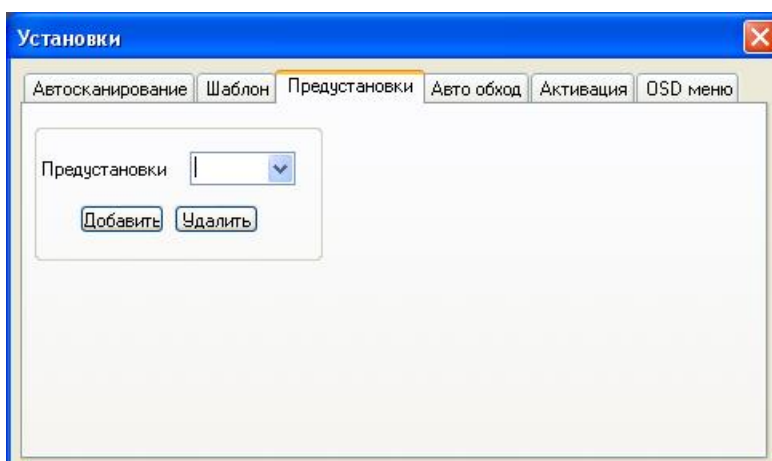 Установки
Автосканирование Шаблон Предустановки Авто обход Активация OSD меню
Предустановки
Добавить Удалить